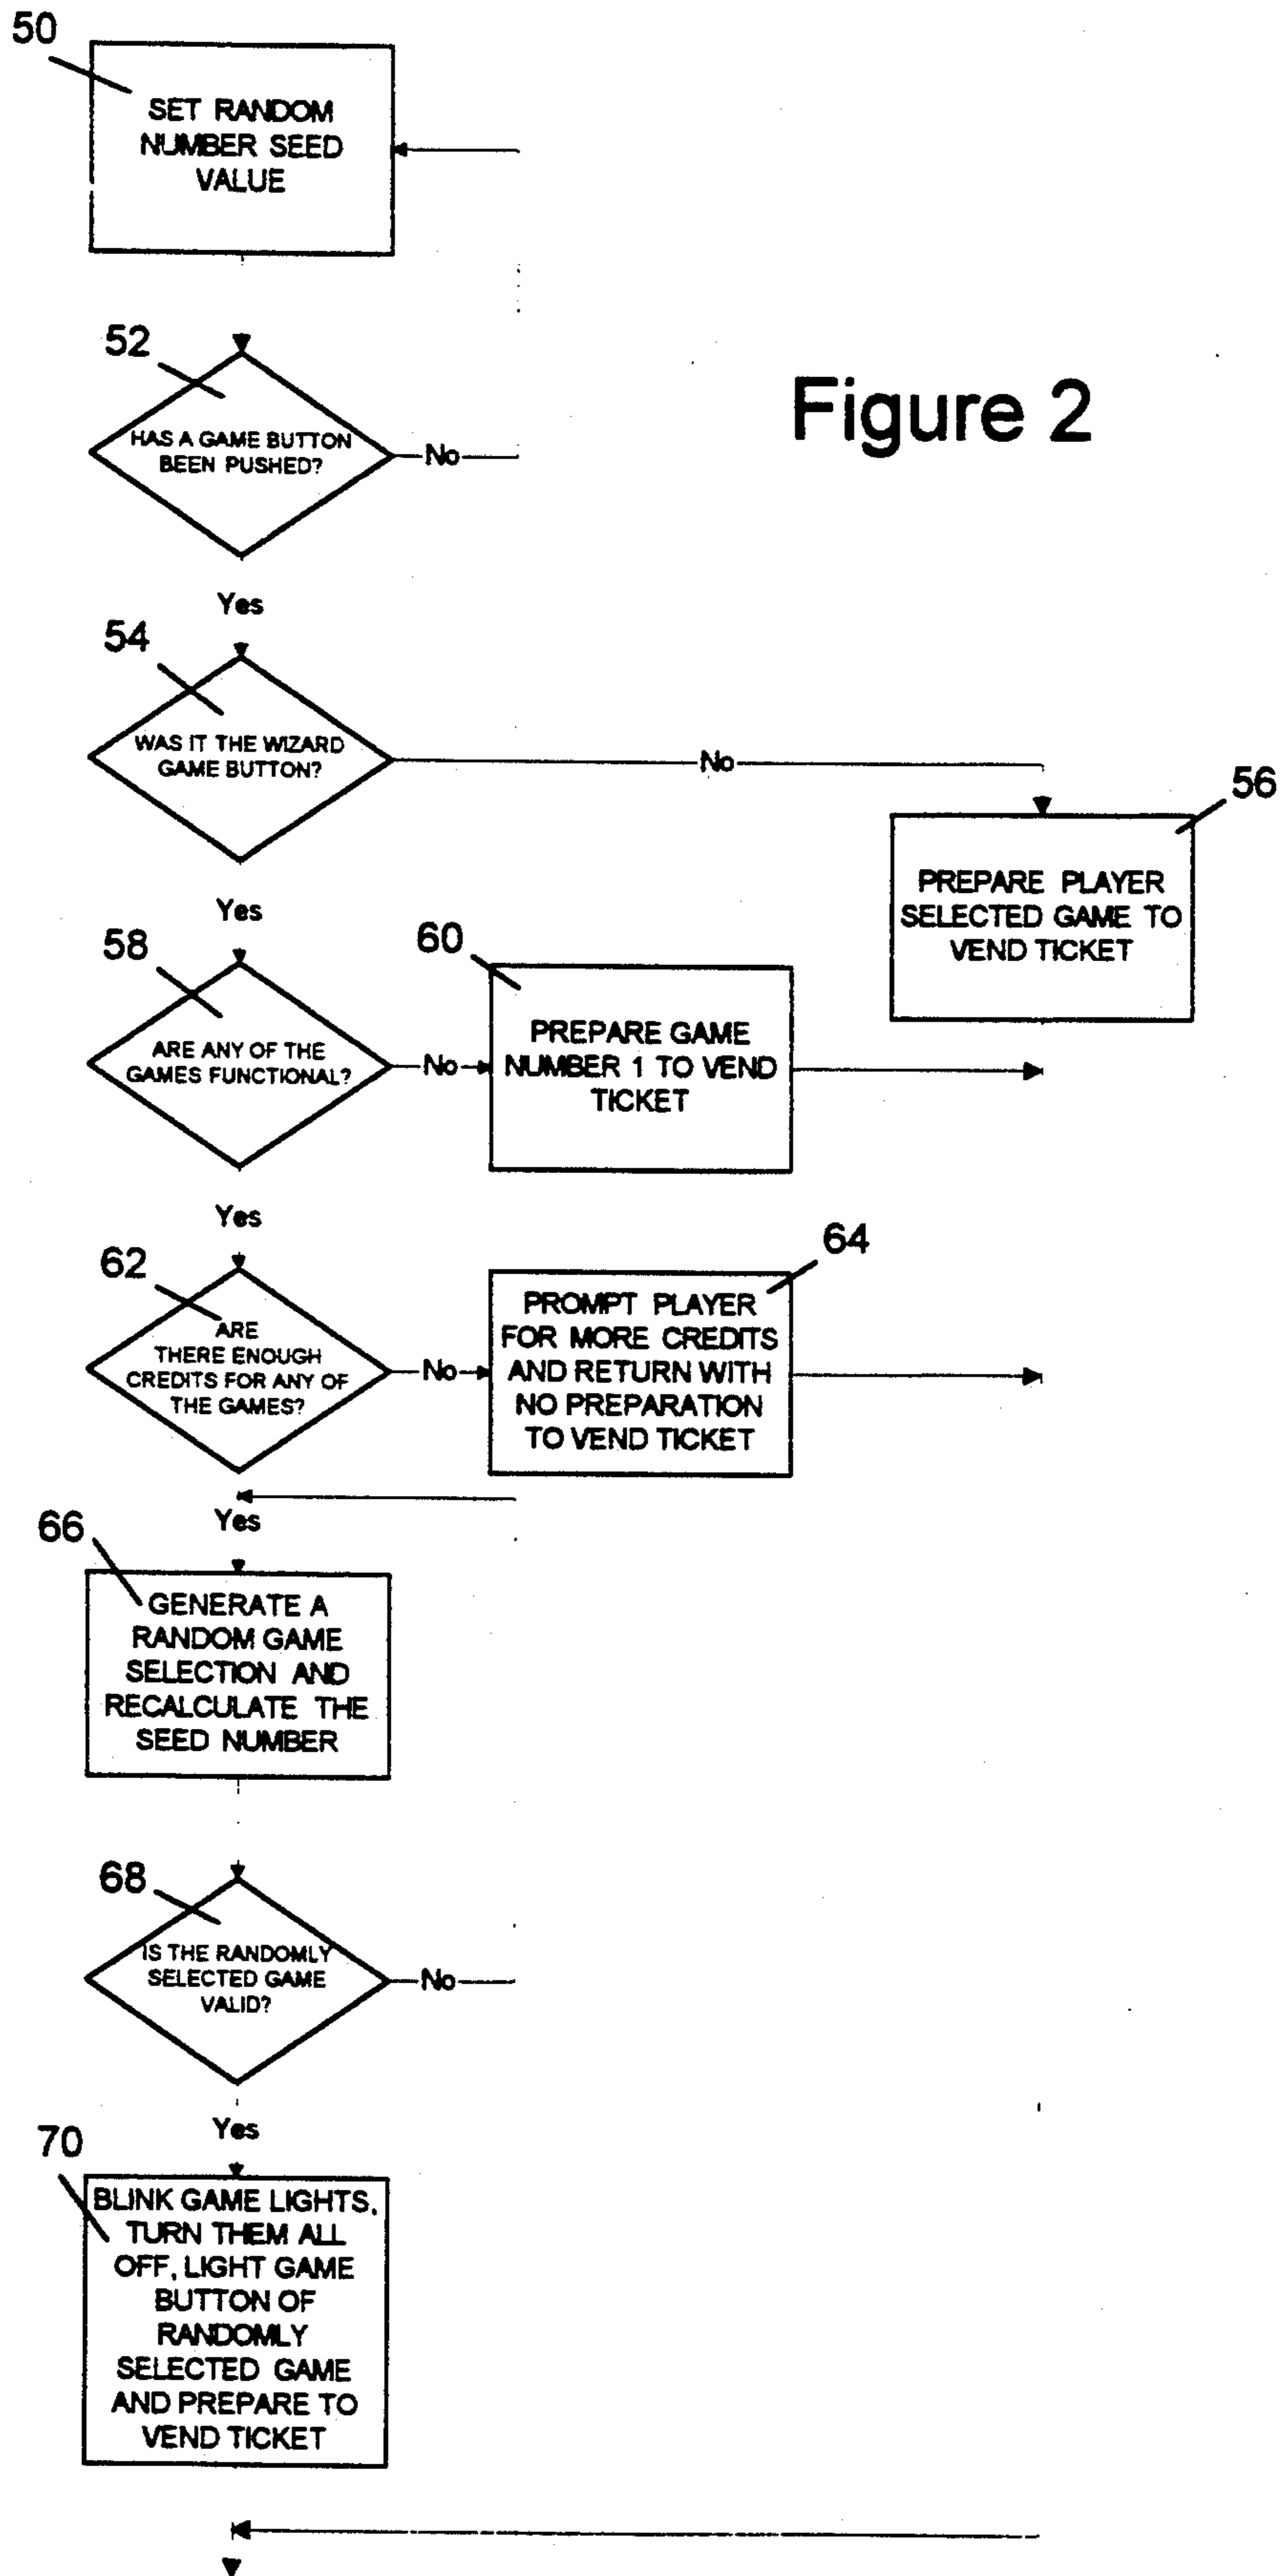 50
SET RANDOM
NUMBER SEED
VALUE
52
HAS A GAME BUTTON
BEEN PUSHED?
No
Figure 2
Yes
54
WAS IT THE WIZARD
GAME BUTTON?
No
56
PREPARE PLAYER
SELECTED GAME TO
VEND TICKET
Yes
58
ARE ANY OF THE
GAMES FUNCTIONAL?
No
60
PREPARE GAME
NUMBER 1 TO VEND
TICKET
Yes
62
ARE
THERE ENOUGH
CREDITS FOR ANY OF
THE GAMES?
No
64
PROMPT PLAYER
FOR MORE CREDITS
AND RETURN WITH
NO PREPARATION
TO VEND TICKET
Yes
66
GENERATE A
RANDOM GAME
SELECTION AND
RECALCULATE THE
SEED NUMBER
68
IS THE RANDOMLY
SELECTED GAME
VALID?
No
Yes
70
BLINK GAME LIGHTS,
TURN THEM ALL
OFF, LIGHT GAME
BUTTON OF
RANDOMLY
SELECTED GAME
AND PREPARE TO
VEND TICKET